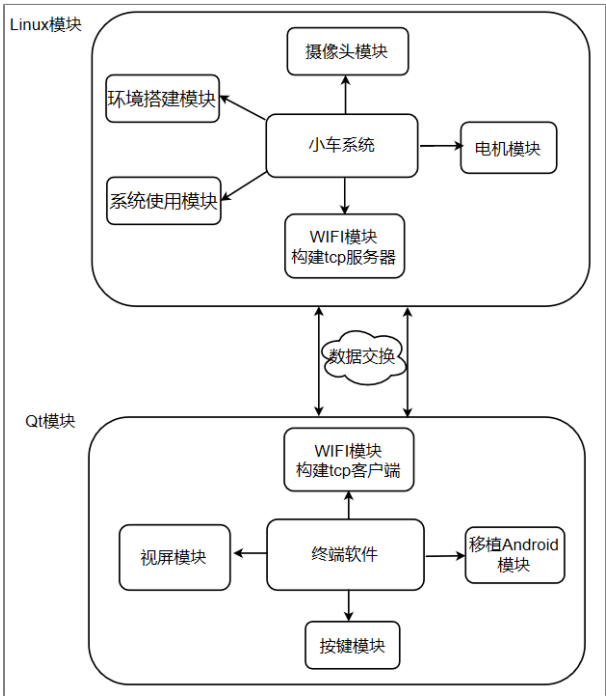 Linux模块
摄像头模块
环境搭建模块
小车系统
电机模块
系统使用模块
WIFI模块
构建tcp服务器
数据交换
Qt模块
WIFI模块
构建tcp客户端
视屏模块
终端软件
移植Android
模块
按键模块